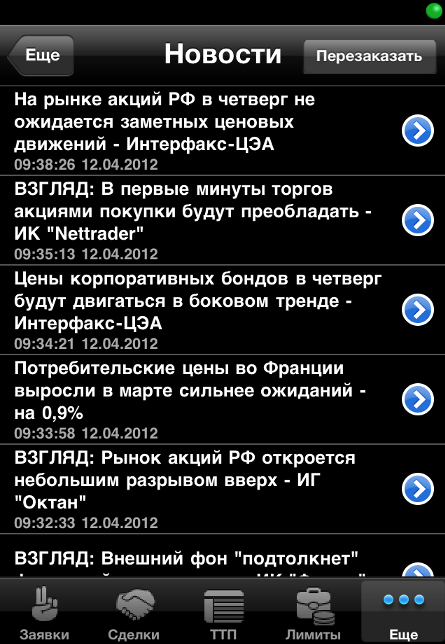 Еще
Новости
Перезаказать
На рынке акций РФ в четверг не
ожидается заметных ценовых
движений - Интерфакс-ЦЭА
09:38:26 12.04.2012
ВЗГЛЯД: В первые минуты торгов
акциями покупки будут преобладать -
ИК "Nettrader"
09:35:13 12.04.2012
Цены корпоративных бондов в четверг
будут двигаться в боковом тренде -
Интерфакс-ЦЭА
09:34:21 12.04.2012
Потребительские цены во Франции
выросли в марте сильнее ожиданий -
на 0,9%
09:33:58 12.04.2012
ВЗГЛЯД: Рынок акций РФ откроется
небольшим разрывом вверх - ИГ
"Октан"
09:32:33 12.04.2012
ВЗГЛЯД: Внешний фон "подтолкнет"
Заявки
Сделки
ТТП
Лимиты
Еще